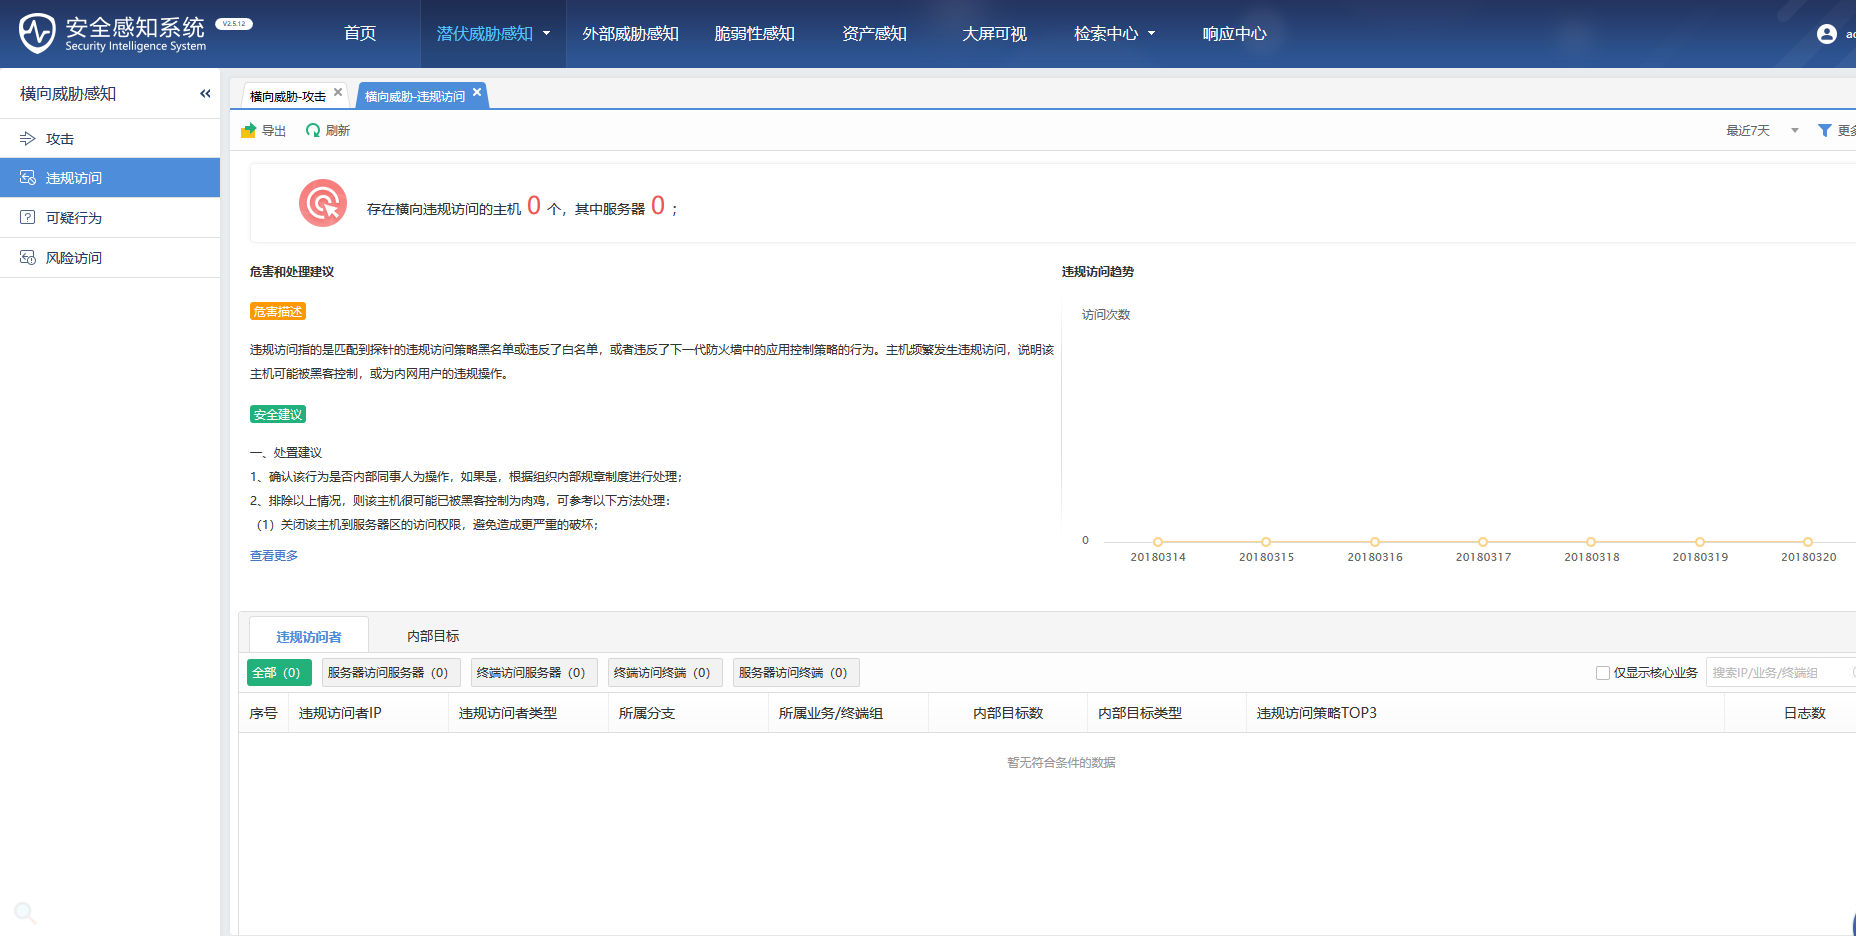 安全感知系统 V2.5.12
Security Intelligence System
首页 潜伏威胁感知 外部威胁感知 脆弱性感知 资产感知 大屏可视 检索中心 响应中心
横向威胁感知
攻击
违规访问
可疑行为
风险访问
横向威胁-攻击 横向威胁-违规访问
导出 刷新 最近7天
存在横向违规访问的主机 0 个，其中服务器 0 ；
危害和处理建议
危害描述
违规访问指的是匹配到探针的违规访问策略黑名单或违反了白名单，或者违反了下一代防火墙中的应用控制策略的行为。主机频繁发生违规访问，说明该
主机可能被黑客控制，或为内网用户的违规操作。
安全建议
一、处置建议
1、确认该行为是否内部同事人为操作，如果是，根据组织内部规章制度进行处理；
2、排除以上情况，则该主机很可能已被黑客控制为肉鸡，可参考以下方法处理：
（1）关闭该主机到服务器区的访问权限，避免造成更严重的破坏；
查看更多
违规访问趋势
访问次数
0
20180314 20180315 20180316 20180317 20180318 20180319 20180320
违规访问者 内部目标
全部（0） 服务器访问服务器（0） 终端访问服务器（0） 终端访问终端（0） 服务器访问终端（0） 仅显示核心业务 搜索IP/业务/终端组
序号 违规访问者IP 违规访问者类型 所属分支 所属业务/终端组 内部目标数 内部目标类型 违规访问策略TOP3 日志数
暂无符合条件的数据